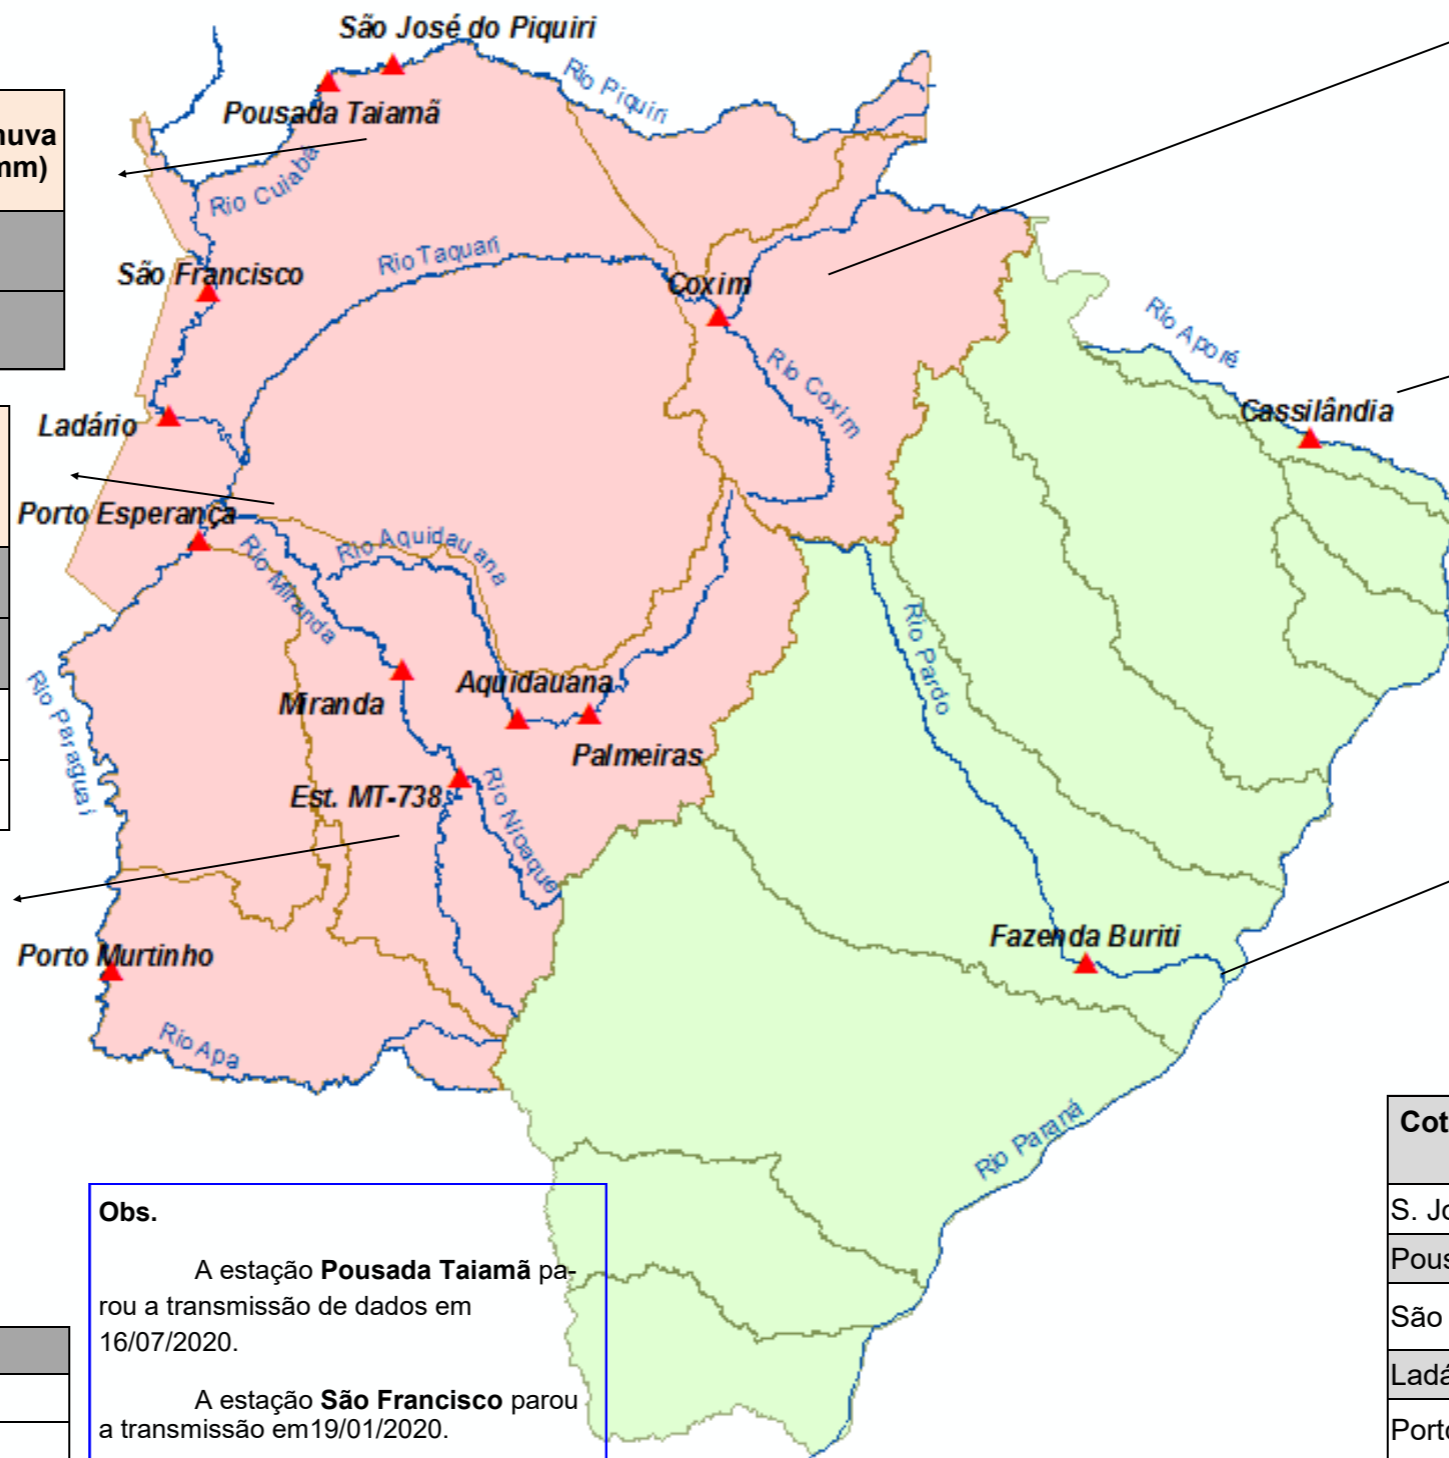 São José do Piquiri
Rio Piquiri
Pousada Taiamã
mm)
Rio Cuiabá
Rio Taquari
São Francisco
Coxim
Rio Aporé
Rio Coxim
Cassilândia
Ladário
Porto Esperança
Rio Aquidauana
Rio Miranda
Rio Pardo
Rio Paraguai
Aquidauana
Miranda
Palmeiras
Est. MT-738
Rio Nioaque
Fazenda Buriti
Porto Murtinho
Rio Apa
Rio Paraná
Obs.
A estação Pousada Taiamã pa-
rou a transmissão de dados em
16/07/2020.
A estação São Francisco parou
a transmissão em19/01/2020.
Cot
S. Jo
Pous
São
Ladá
Porto